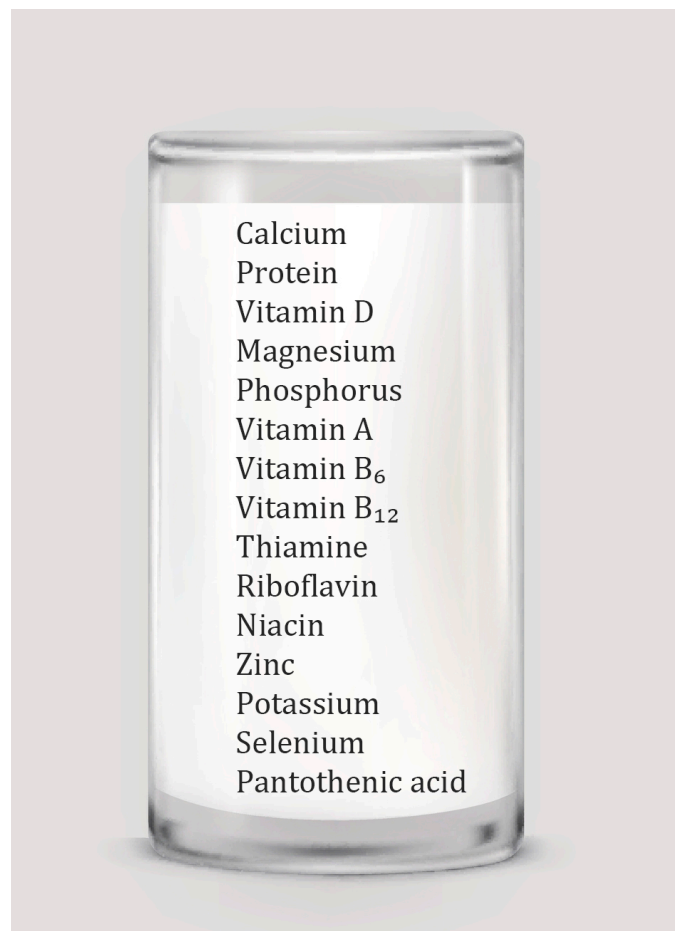 Calcium
Protein
Vitamin D
Magnesium
Phosphorus
Vitamin A
Vitamin B₆
Vitamin B₁₂
Thiamine
Riboflavin
Niacin
Zinc
Potassium
Selenium
Pantothenic acid